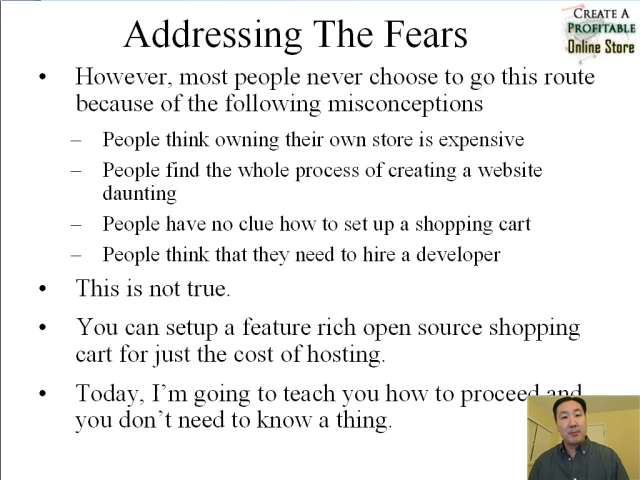 Addressing The Fears
CREATE A
PROFITABLE
Online Store
• However, most people never choose to go this route
because of the following misconceptions
– People think owning their own store is expensive
– People find the whole process of creating a website
daunting
– People have no clue how to set up a shopping cart
– People think that they need to hire a developer
• This is not true.
• You can setup a feature rich open source shopping
cart for just the cost of hosting.
• Today, I’m going to teach you how to proceed and
you don’t need to know a thing.